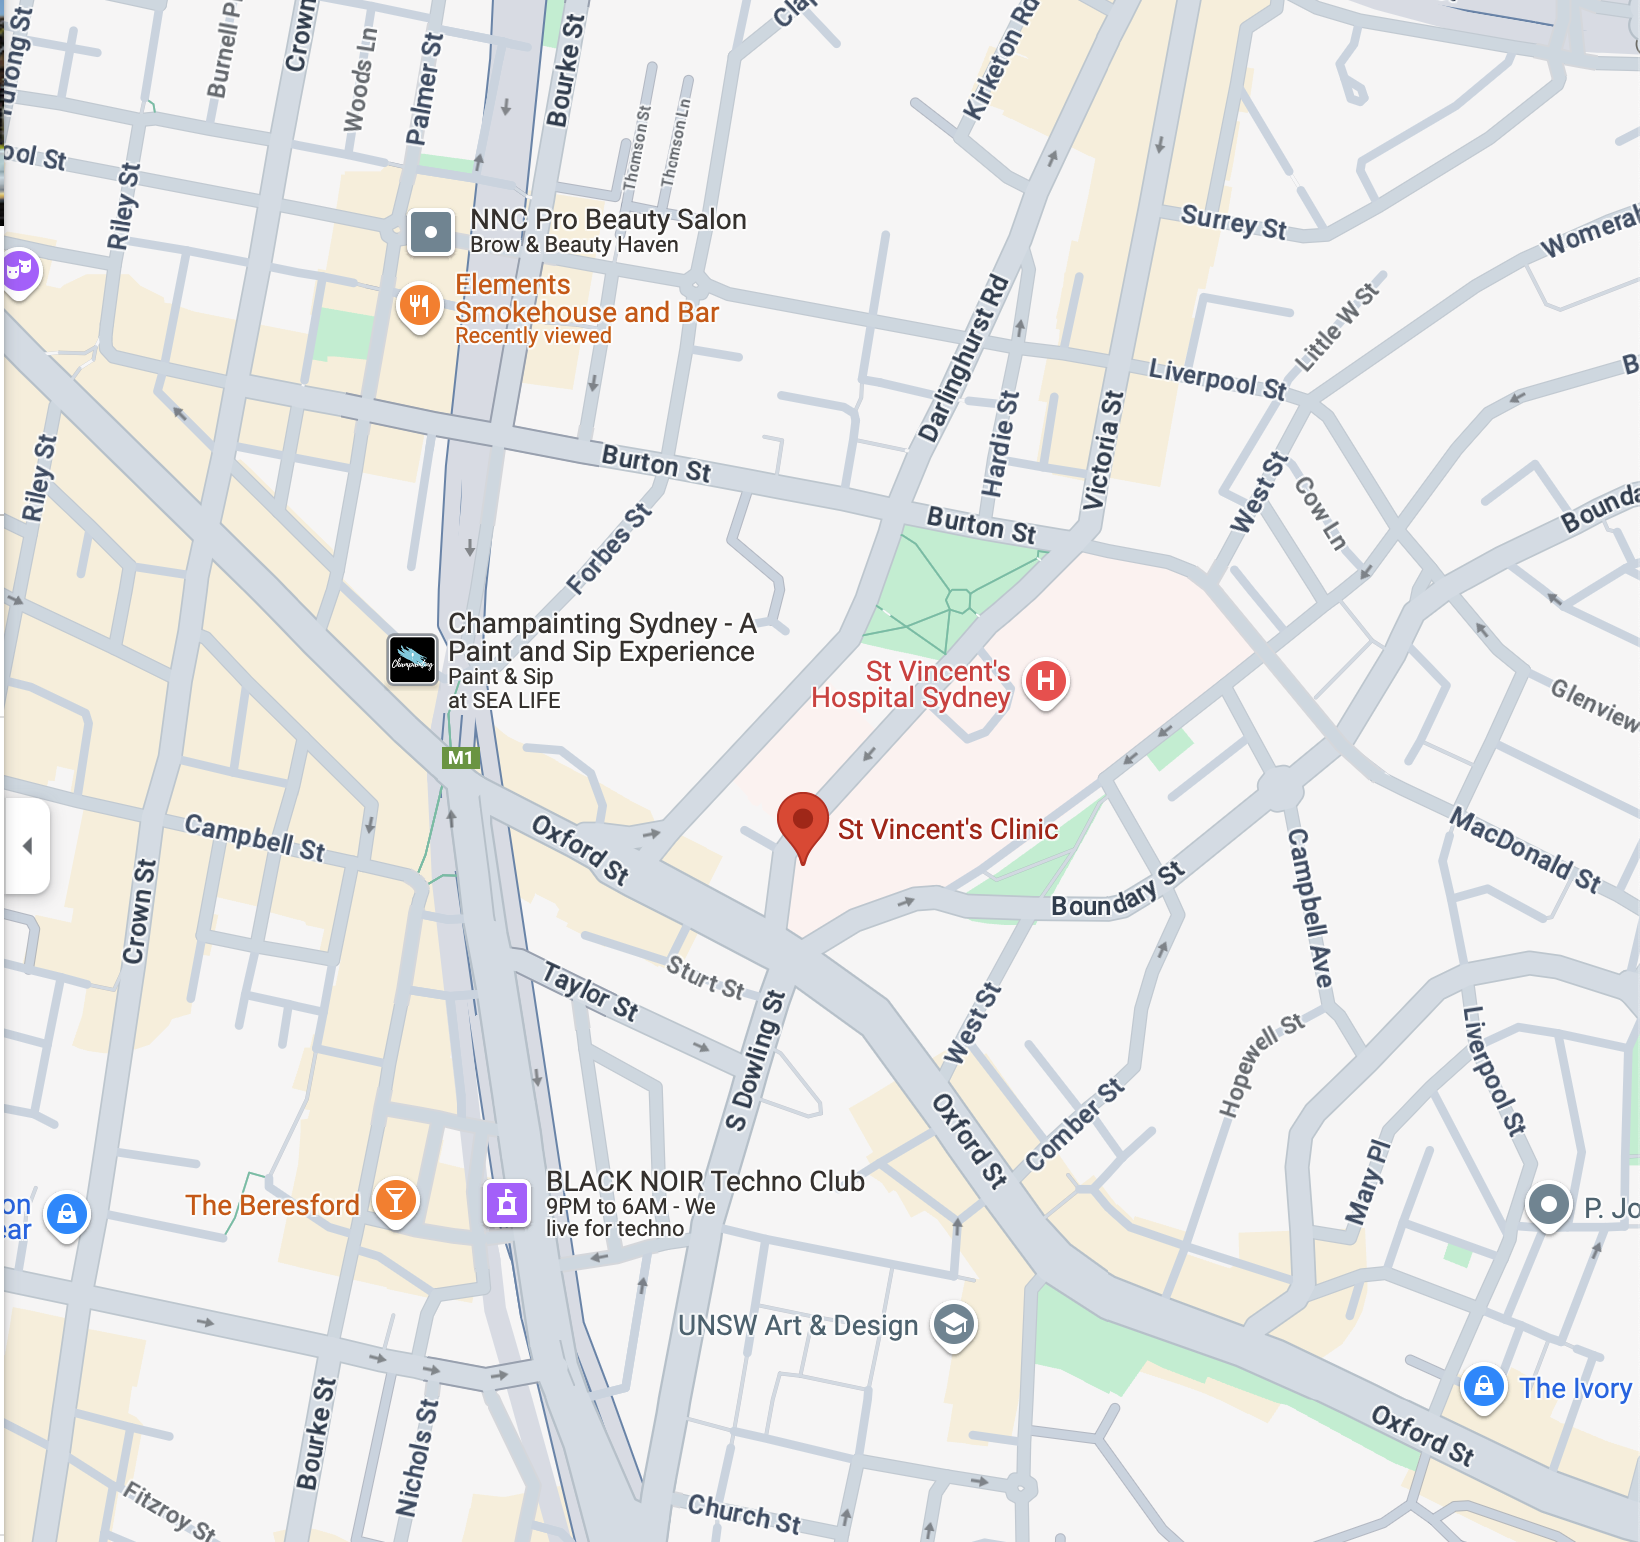 Burnell Pl
Crown
Woods Ln
Palmer St
Bourke St
Thomson St
Thomson Ln
Kirketon Rd
Riley St
Surrey St
NNC Pro Beauty Salon
Brow & Beauty Haven
Elements
Smokehouse and Bar
Recently viewed
Darlinghurst Rd
Little W St
Liverpool St
Hardie St
Victoria St
Riley St
Burton St
Burton St
West St
Cow Ln
Forbes St
Champainting Sydney - A
Paint and Sip Experience
Paint & Sip
at SEA LIFE
Champainting
St Vincent's
Hospital Sydney
H
Glenview
M1
St Vincent's Clinic
Campbell St
Oxford St
MacDonald St
Boundary St
Crown St
Campbell Ave
Taylor St
Sturt St
S Dowling St
West St
Hopewell St
Liverpool St
Comber St
Oxford St
Mary Pl
The Beresford
BLACK NOIR Techno Club
9PM to 6AM - We
live for techno
P. Jo
UNSW Art & Design
The Ivory
Oxford St
Bourke St
Nichols St
Fitzroy St
Church St